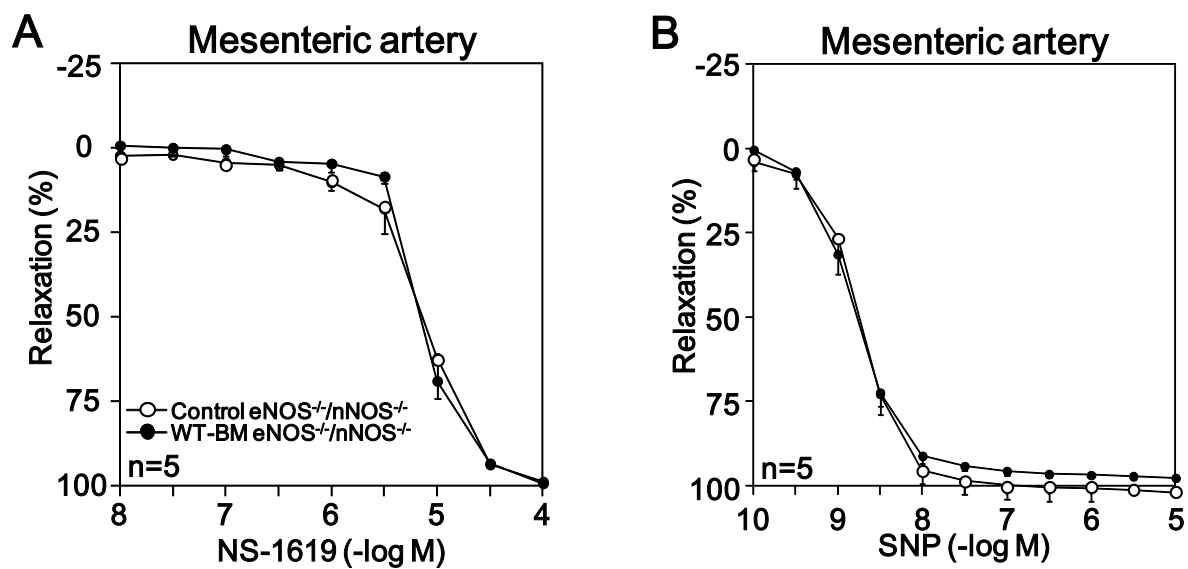 A
Mesenteric artery
-25
0
25
50
75
100
Relaxation (%)
Control eNOS-/-/nNOS-/-
WT-BM eNOS-/-/nNOS-/-
n=5
8 7 6 5 4
NS-1619 (-log M)
B
Mesenteric artery
-25
0
25
50
75
100
Relaxation (%)
n=5
10 9 8 7 6 5
SNP (-log M)